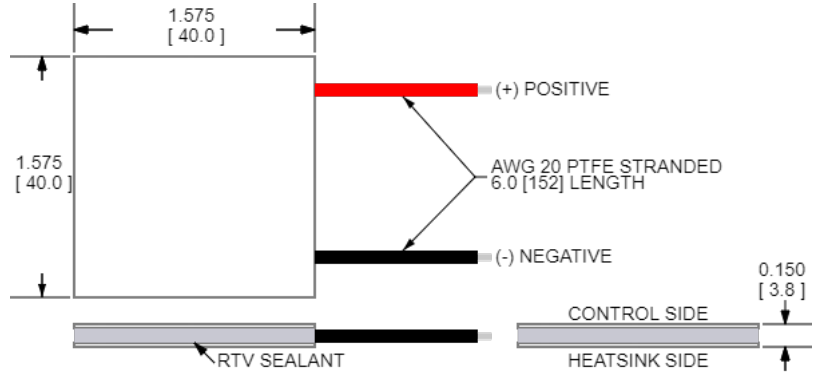 1.575
[ 40.0 ]
(+) POSITIVE
1.575
[ 40.0 ]
AWG 20 PTFE STRANDED
6.0 [152] LENGTH
(-) NEGATIVE
0.150
[ 3.8 ]
CONTROL SIDE
RTV SEALANT
HEATSINK SIDE